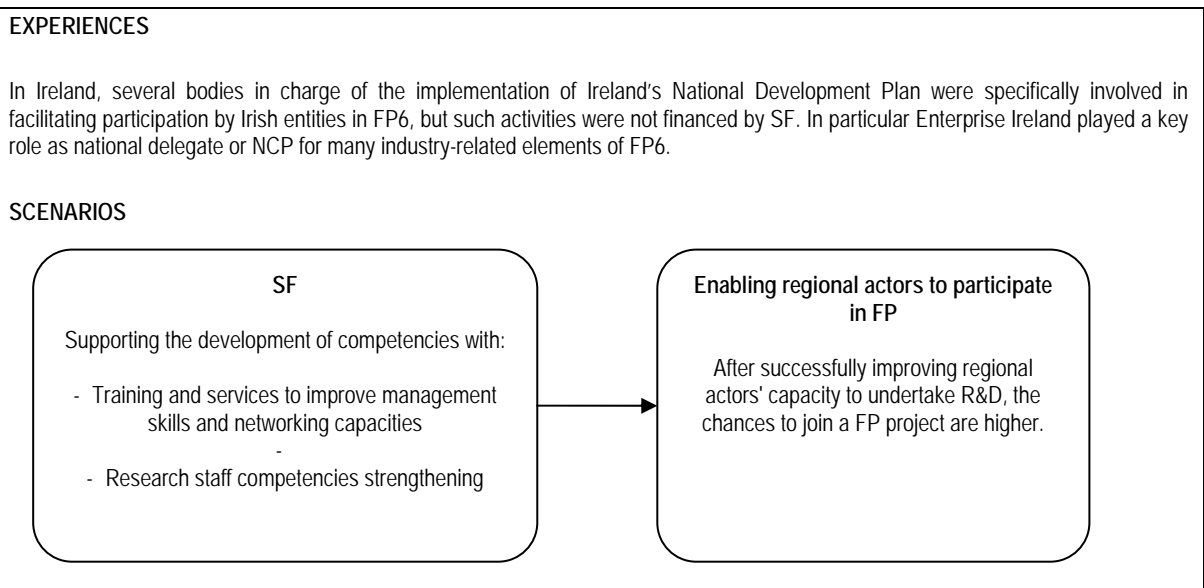 EXPERIENCES
In Ireland, several bodies in charge of the implementation of Ireland's National Development Plan were specifically involved in
facilitating participation by Irish entities in FP6, but such activities were not financed by SF. In particular Enterprise Ireland played a key
role as national delegate or NCP for many industry-related elements of FP6.
SCENARIOS
SF
Supporting the development of competencies with:
- Training and services to improve management
skills and networking capacities
-
- Research staff competencies strengthening
Enabling regional actors to participate
in FP
After successfully improving regional
actors' capacity to undertake R&D, the
chances to join a FP project are higher.